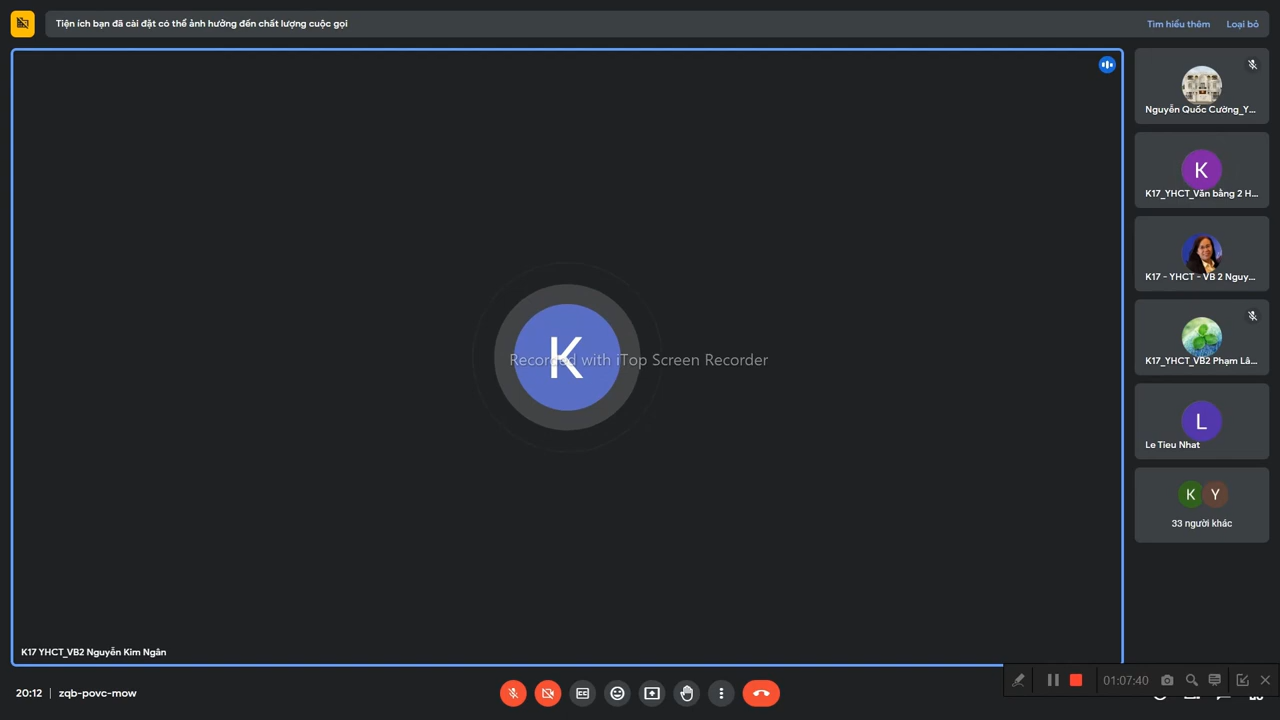 Tiện ích bạn đã cài đặt có thể ảnh hưởng đến chất lượng cuộc gọi
Tìm hiểu thêm
Loại bỏ
Nguyễn Quốc Cường_Y...
K
K17_YHCT_Văn bằng 2 H...
K17 - YHCT - VB 2 Nguy...
K17_YHCT_VB2 Phạm Lâ...
L
Le Tieu Nhat
K Y
33 người khác
K
Recorded with iTop Screen Recorder
K17 YHCT_VB2 Nguyễn Kim Ngân
20:12 | zqb-povc-mow
01:07:40